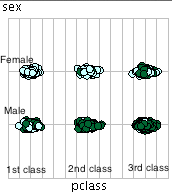 sex
Female
Male
1st class 2nd class 3rd class
pclass